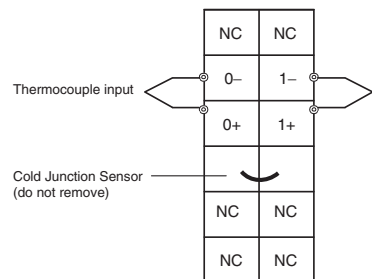 NC NC
0– 1–
Thermocouple input
0+ 1+
Cold Junction Sensor
(do not remove)
NC NC
NC NC